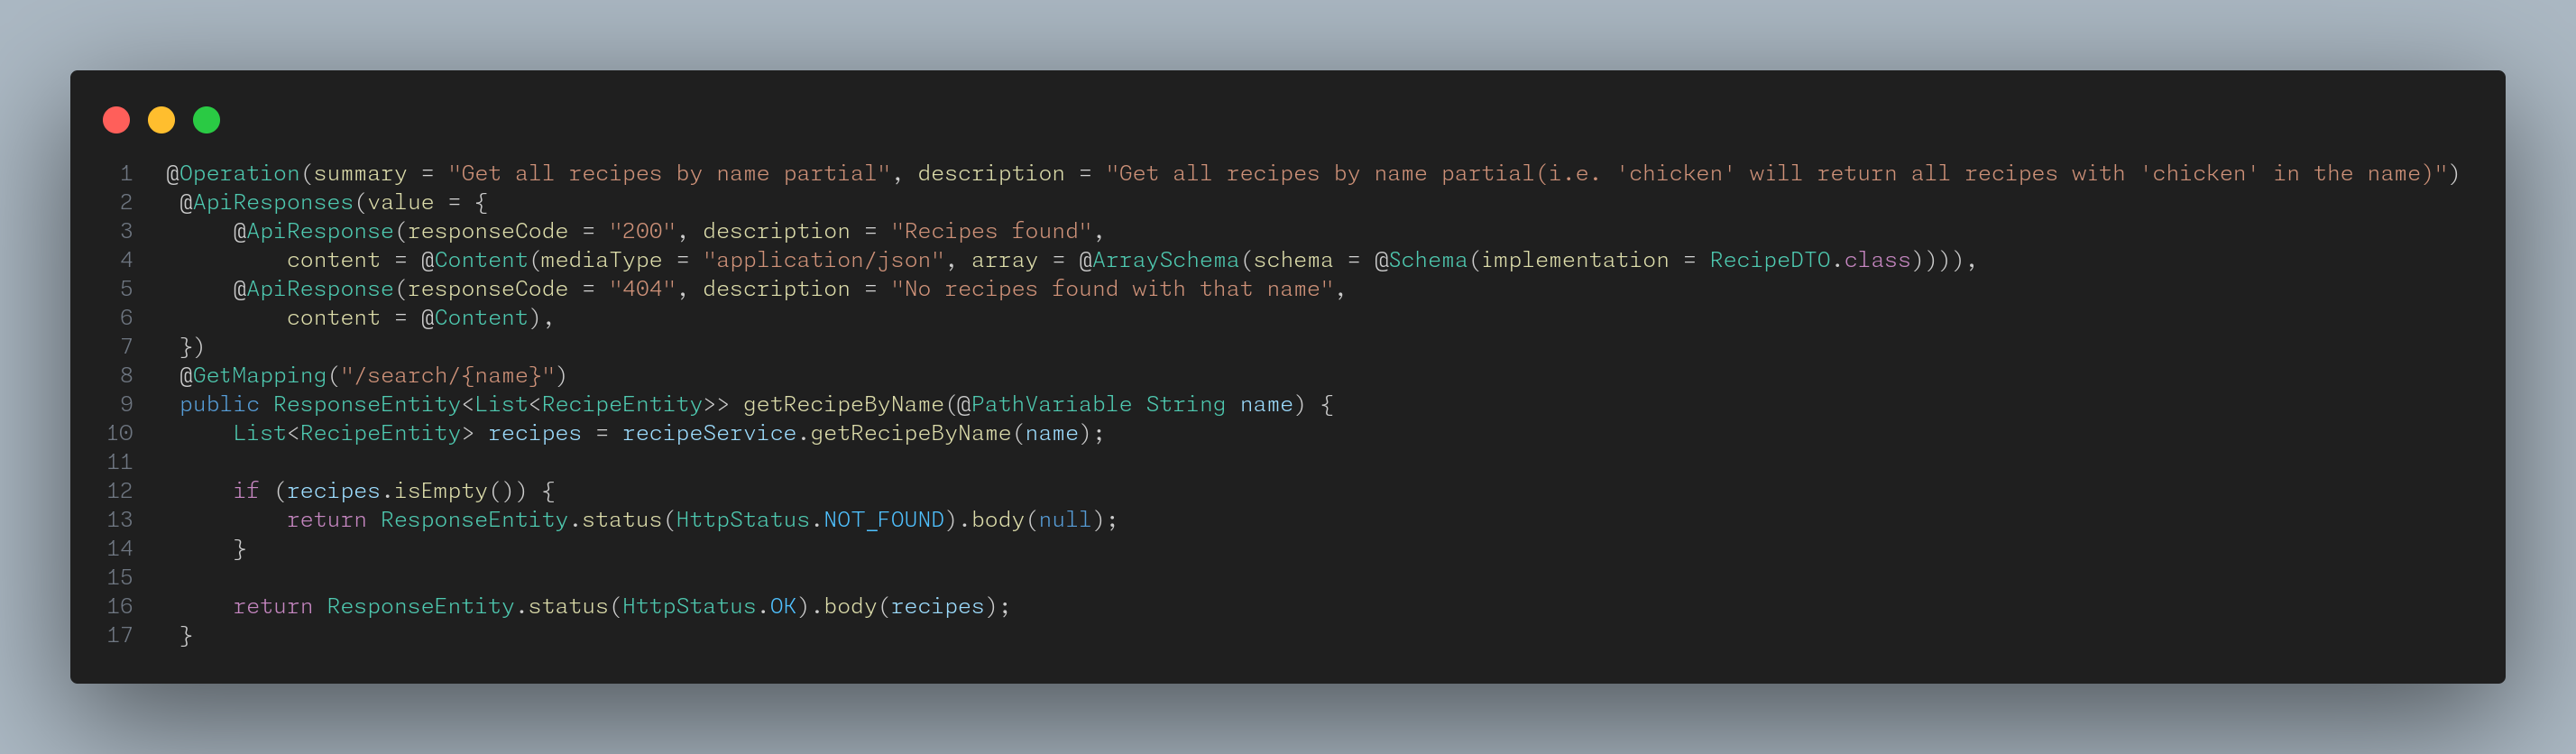 1 @Operation(summary = "Get all recipes by name partial", description = "Get all recipes by name partial(i.e. 'chicken' will return all recipes with 'chicken' in the name)")
2 @ApiResponses(value = {
3 @ApiResponse(responseCode = "200", description = "Recipes found",
4 content = @Content(mediaType = "application/json", array = @ArraySchema(schema = @Schema(implementation = RecipeDTO.class)))),
5 @ApiResponse(responseCode = "404", description = "No recipes found with that name",
6 content = @Content),
7 })
8 @GetMapping("/search/{name}")
9 public ResponseEntity<List<RecipeEntity>> getRecipeByName(@PathVariable String name) {
10 List<RecipeEntity> recipes = recipeService.getRecipeByName(name);
11
12 if (recipes.isEmpty()) {
13 return ResponseEntity.status(HttpStatus.NOT_FOUND).body(null);
14 }
15
16 return ResponseEntity.status(HttpStatus.OK).body(recipes);
17 }